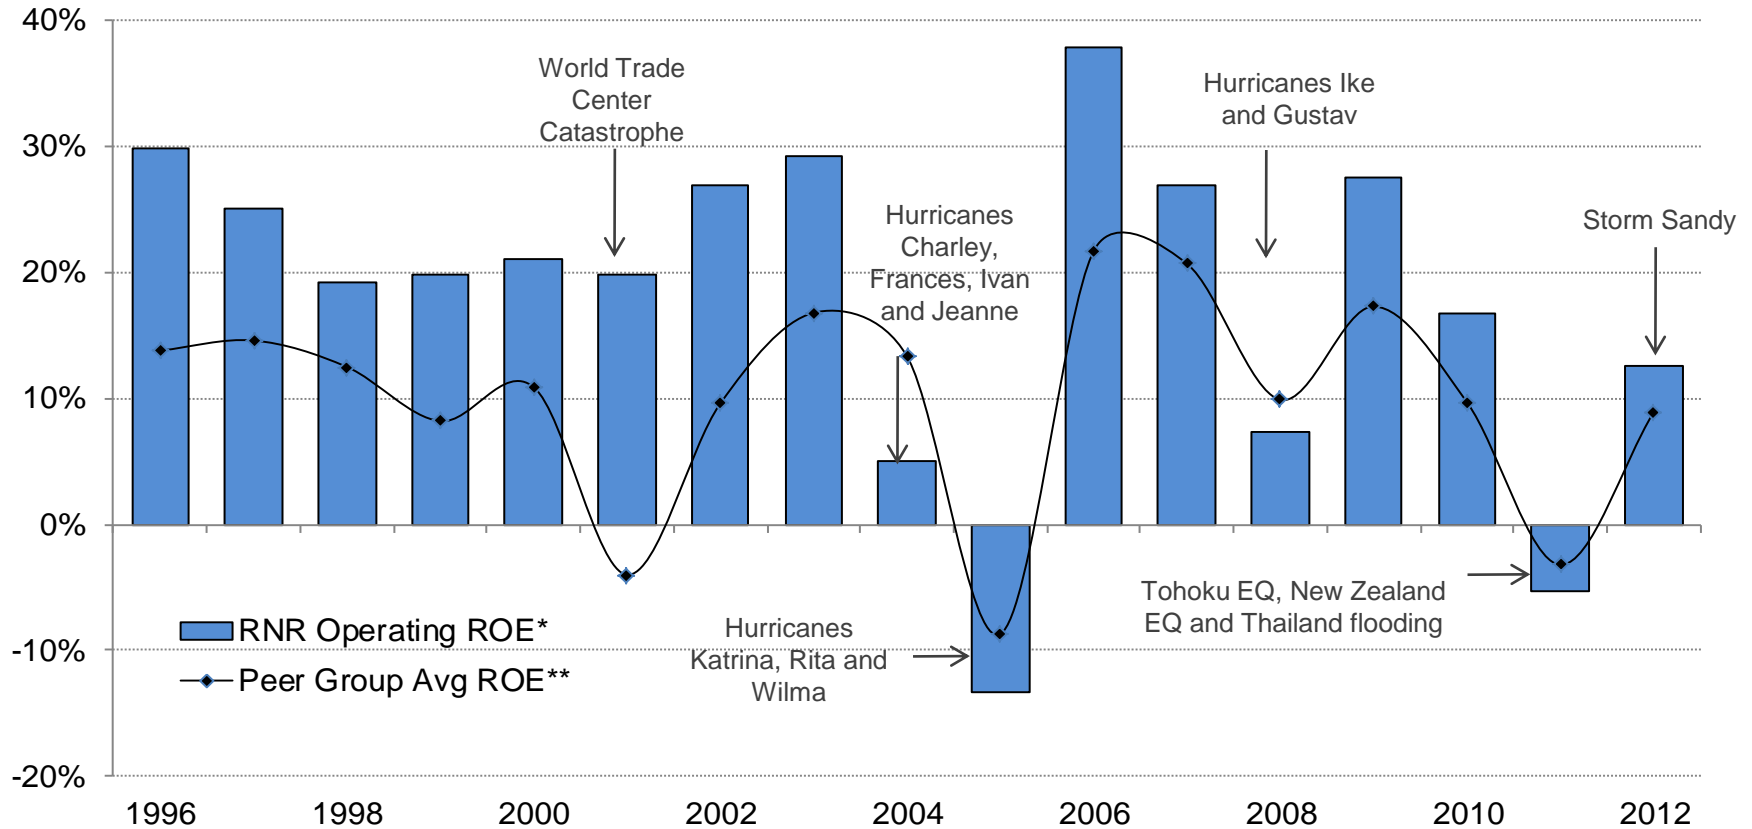 40%
30%
20%
10%
0%
-10%
-20%
World Trade
Center
Catastrophe
Hurricanes
Charley,
Frances, Ivan
and Jeanne
Hurricanes Ike
and Gustav
Storm Sandy
Hurricanes
Katrina, Rita and
Wilma
Tohoku EQ, New Zealand
EQ and Thailand flooding
RNR Operating ROE*
Peer Group Avg ROE**
1996 1998 2000 2002 2004 2006 2008 2010 2012